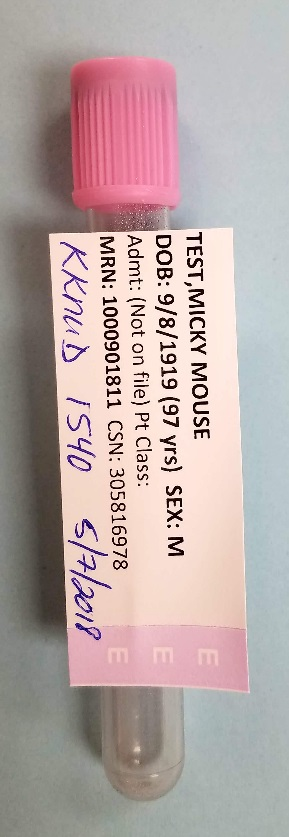 TEST,MICKY MOUSE
DOB: 9/8/1919 (97 yrs) SEX: M
Admt: (Not on file) Pt Class:
MRN: 1000901811 CSN: 305816978
1540 5/7/2018
E E E